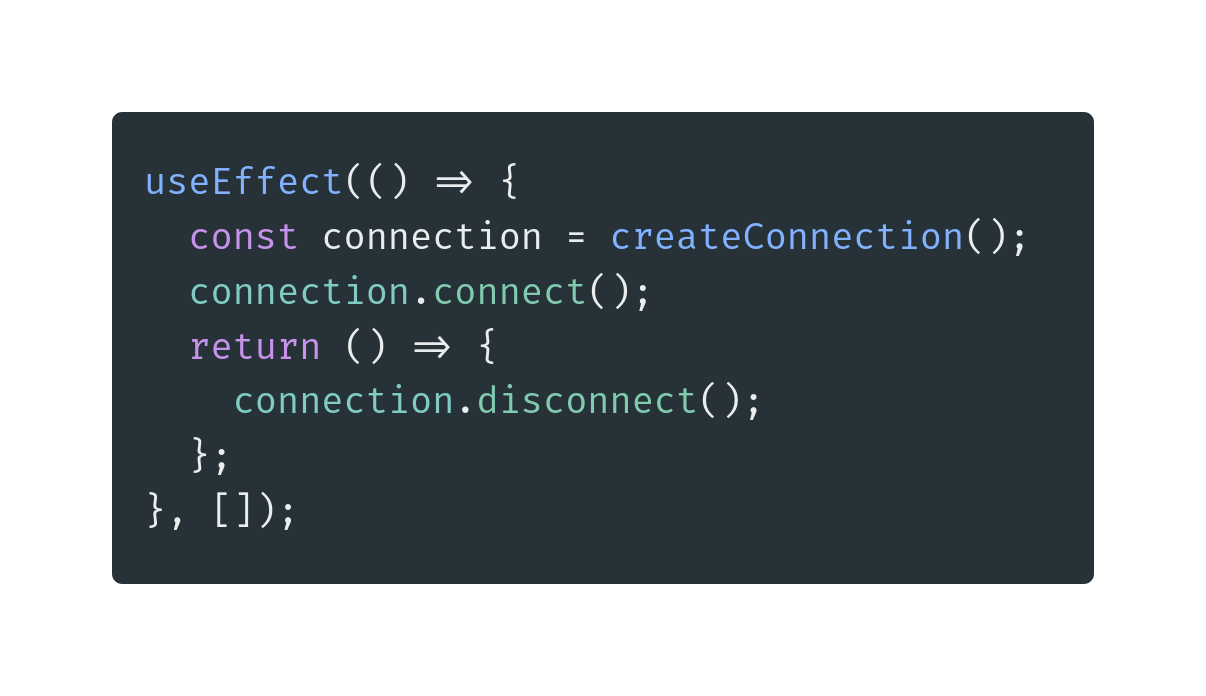 useEffect(() => {
  const connection = createConnection();
  connection.connect();
  return () => {
    connection.disconnect();
  };
}, []);